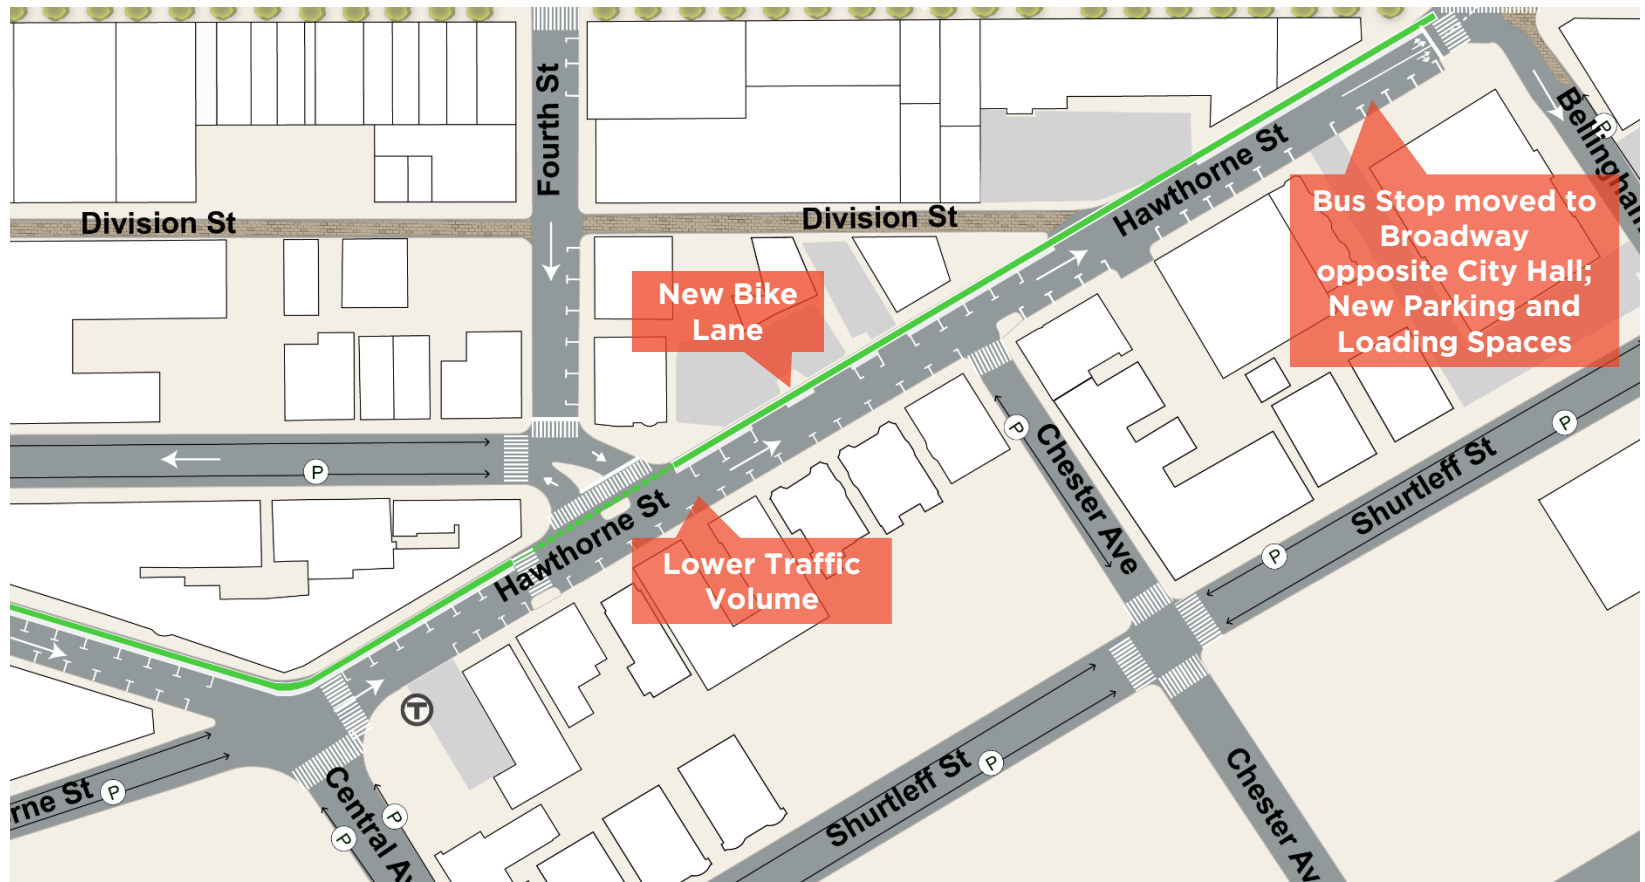 Fourth St
Division St
Division St
Hawthorne St
Bellingham
P
Bus Stop moved to
Broadway
opposite City Hall;
New Parking and
Loading Spaces
New Bike
Lane
P
P
Chester Ave
P
Shurtleff St
Hawthorne St
Lower Traffic
Volume
P
T
rne St
P
Central Av
P
P
Shurtleff St
P
Chester Av